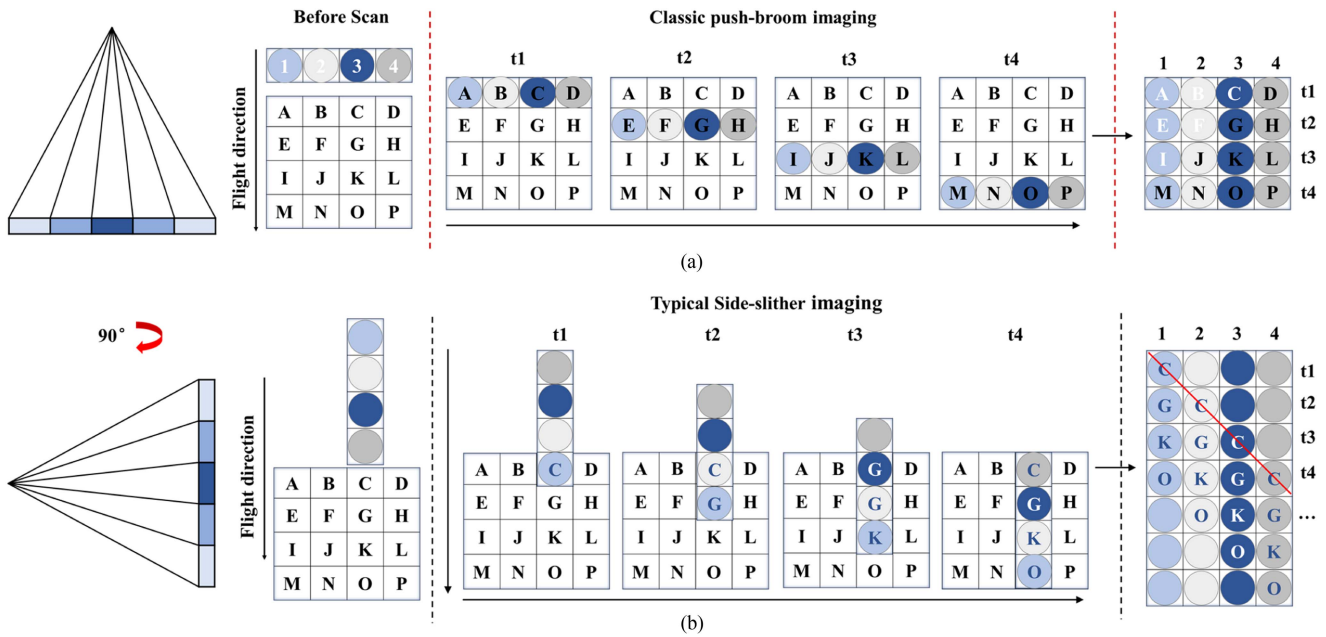 Before Scan
Classic push-broom imaging
t1 t2 t3 t4
1 2 3 4
1 2 3 4
Flight direction
A B C D
E F G H
I J K L
M N O P
A B C D
E F G H
I J K L
M N O P
A B C D
E F G H
I J K L
M N O P
A B C D
E F G H
I J K L
M N O P
A B C D
E F G H
I J K L
M N O P
A B C D t1
E F G H t2
I J K L t3
M N O P t4
(a)
Typical Side-slither imaging
90°
t1 t2 t3 t4
1 2 3 4
Flight direction
A B C D
E F G H
I J K L
M N O P
A B C D
E F G H
I J K L
M N O P
A B C D
E F G H
I J K L
M N O P
A B G D
E F G H
I J K L
M N O P
A B C D
E F G H
I J K L
M N O P
C t1
G C t2
K G C t3
O K G C t4
O K G ...
O K
O
(b)